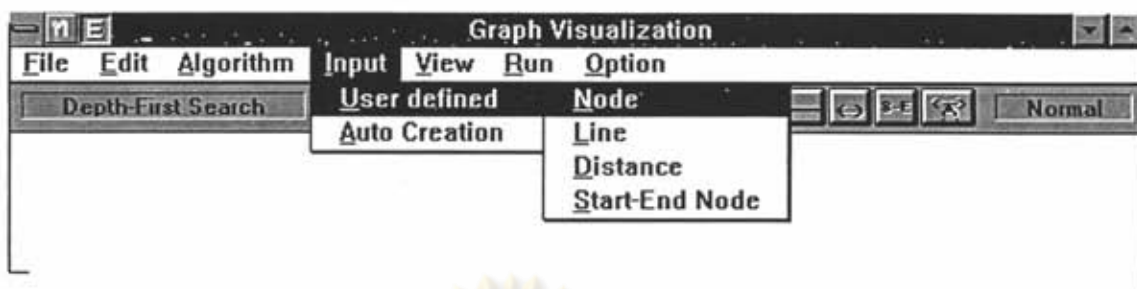 n E Graph Visualization
File Edit Algorithm Input View Run Option
Depth-First Search User defined Node S-E Normal
Auto Creation Line
Distance
Start-End Node